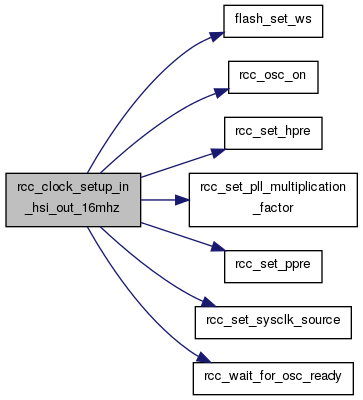 flash_set_ws
rcc_osc_on
rcc_set_hpre
rcc_clock_setup_in
_hsi_out_16mhz
rcc_set_pll_multiplication
_factor
rcc_set_ppre
rcc_set_sysclk_source
rcc_wait_for_osc_ready